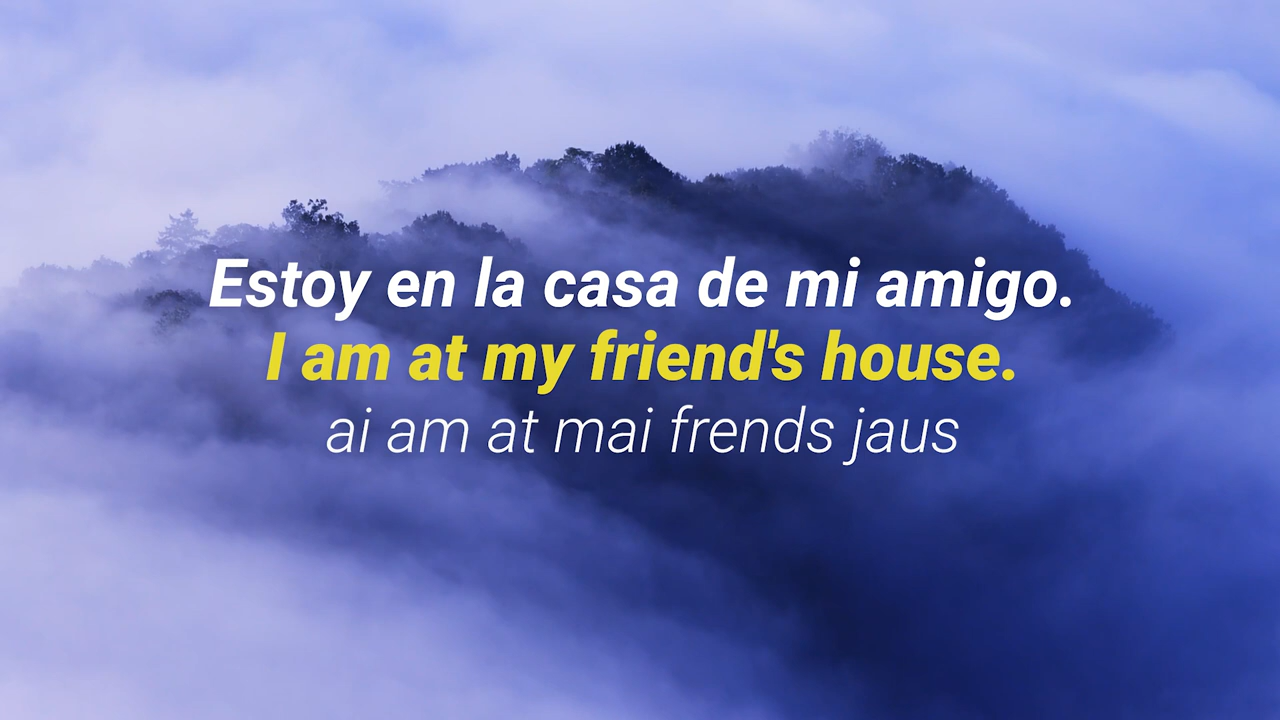 Estoy en la casa de mi amigo.
I am at my friend's house.
ai am at mai frends jaus